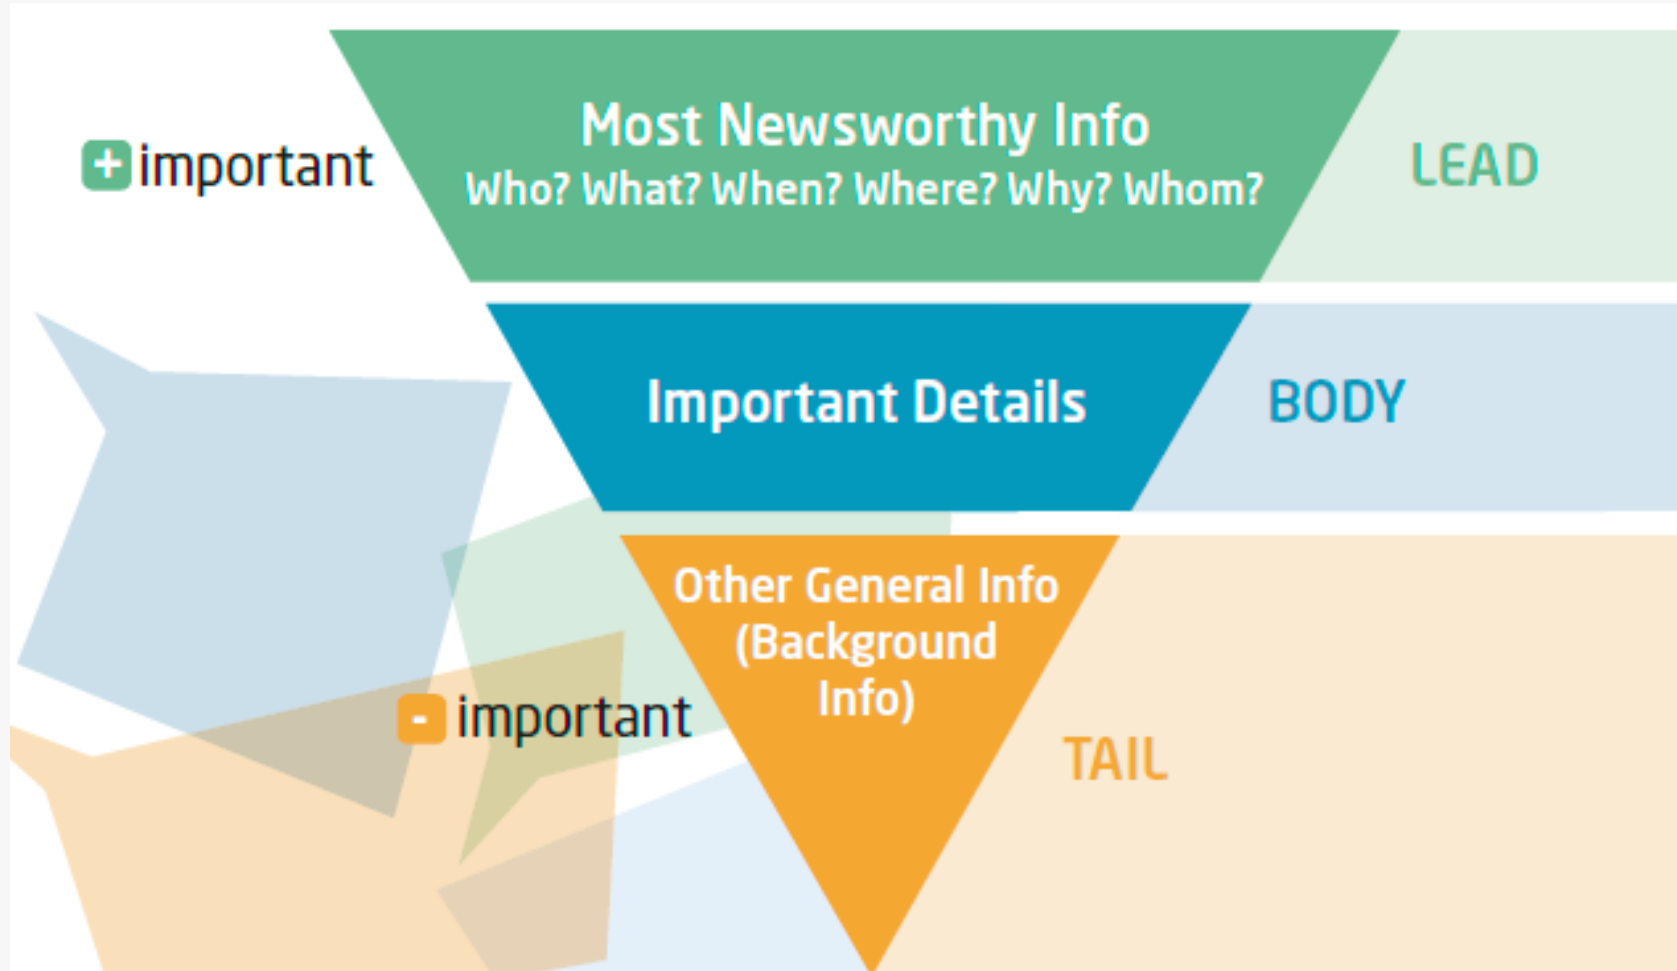 Most Newsworthy Info
+ important
Who? What? When? Where? Why? Whom?
LEAD
Important Details
BODY
Other General Info
(Background
Info)
- important
TAIL